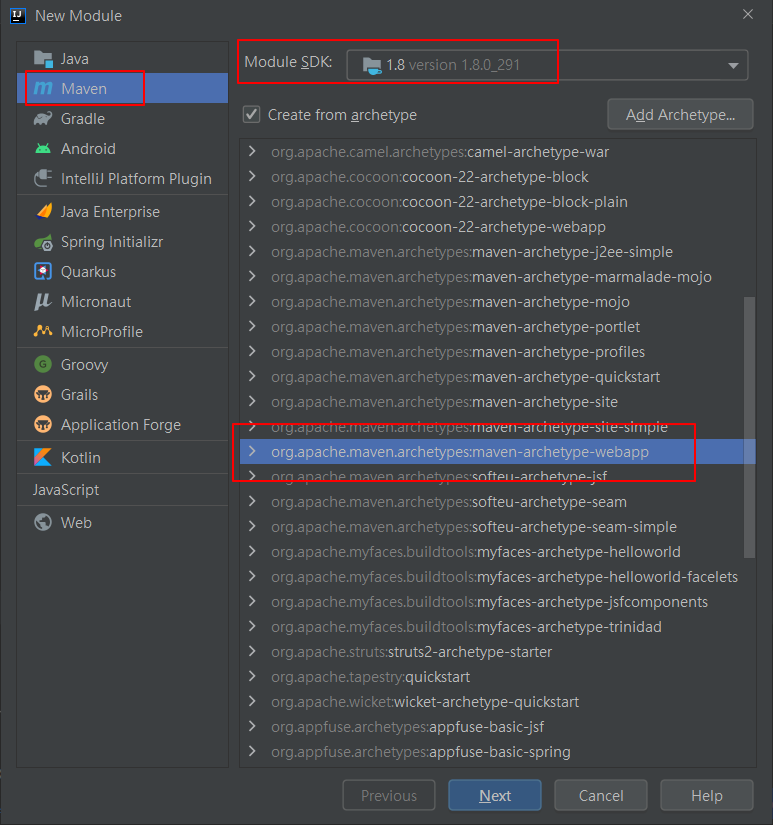 New Module
Java
Maven
Gradle
Android
IntelliJ Platform Plugin
Java Enterprise
Spring Initializr
Quarkus
Micronaut
MicroProfile
Groovy
Grails
Application Forge
Kotlin
JavaScript
Web
Module SDK: 1.8 version 1.8.0_291
Create from archetype Add Archetype...
org.apache.camel.archetypes:camel-archetype-war
org.apache.cocoon:cocoon-22-archetype-block
org.apache.cocoon:cocoon-22-archetype-block-plain
org.apache.cocoon:cocoon-22-archetype-webapp
org.apache.maven.archetypes:maven-archetype-j2ee-simple
org.apache.maven.archetypes:maven-archetype-marmalade-mojo
org.apache.maven.archetypes:maven-archetype-mojo
org.apache.maven.archetypes:maven-archetype-portlet
org.apache.maven.archetypes:maven-archetype-profiles
org.apache.maven.archetypes:maven-archetype-quickstart
org.apache.maven.archetypes:maven-archetype-site
org.apache.maven.archetypes:maven-archetype-site-simple
org.apache.maven.archetypes:maven-archetype-webapp
org.apache.maven.archetypes:softeu-archetype-jsf
org.apache.maven.archetypes:softeu-archetype-seam
org.apache.maven.archetypes:softeu-archetype-seam-simple
org.apache.myfaces.buildtools:myfaces-archetype-helloworld
org.apache.myfaces.buildtools:myfaces-archetype-helloworld-facelets
org.apache.myfaces.buildtools:myfaces-archetype-jsfcomponents
org.apache.myfaces.buildtools:myfaces-archetype-trinidad
org.apache.struts:struts2-archetype-starter
org.apache.tapestry:quickstart
org.apache.wicket:wicket-archetype-quickstart
org.appfuse.archetypes:appfuse-basic-jsf
org.appfuse.archetypes:appfuse-basic-spring
Previous Next Cancel Help